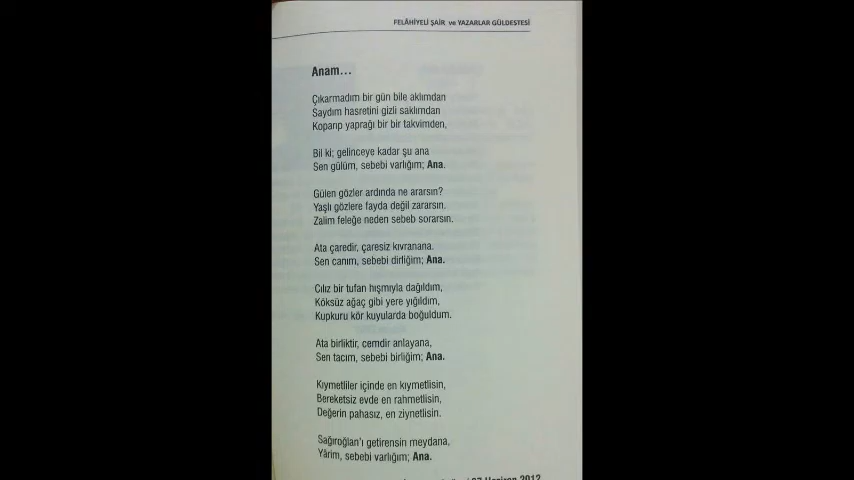 FELÂHİYELİ ŞAİR ve YAZARLAR GÜLDESTESİ
Anam...
Çıkarmadım bir gün bile aklımdan
Saydım hasretini gizli saklımdan
Koparıp yaprağı bir bir takvimden,
Bil ki; gelinceye kadar şu ana
Sen gülüm, sebebi varlığım; Ana.
Gülen gözler ardında ne ararsın?
Yaşlı gözlere fayda değil zararsın.
Zalim feleğe neden sebeb sorarsın.
Ata çaredir, çaresiz kıvranana.
Sen canım, sebebi dirliğim; Ana.
Cılız bir tufan hışmıyla dağıldım,
Köksüz ağaç gibi yere yığıldım,
Kupkuru kör kuyularda boğuldum.
Ata birliktir, cemdir anlayana,
Sen tacım, sebebi birliğim; Ana.
Kıymetliler içinde en kıymetlisin,
Bereketsiz evde en rahmetlisin,
Değerin pahasız, en ziynetlisin.
Sağıroğlan'ı getirensin meydana,
Yârim, sebebi varlığım; Ana.
Haziran 2012